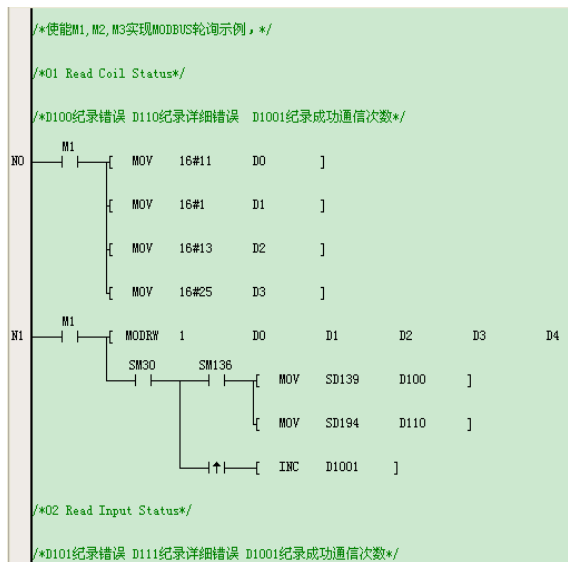 /*使能M1,M2,M3实现MODBUS轮询示例，*/
/*01 Read Coil Status*/
/*D100纪录错误 D110纪录详细错误 D1001纪录成功通信次数*/
M1
N0 [ MOV 16#11 D0 ]
[ MOV 16#1 D1 ]
[ MOV 16#13 D2 ]
[ MOV 16#25 D3 ]
M1
N1 [ MODRW 1 D0 D1 D2 D3 D4
SM30 SM136
[ MOV SD139 D100 ]
[ MOV SD194 D110 ]
↑ [ INC D1001 ]
/*02 Read Input Status*/
/*D101纪录错误 D111纪录详细错误 D1001纪录成功通信次数*/